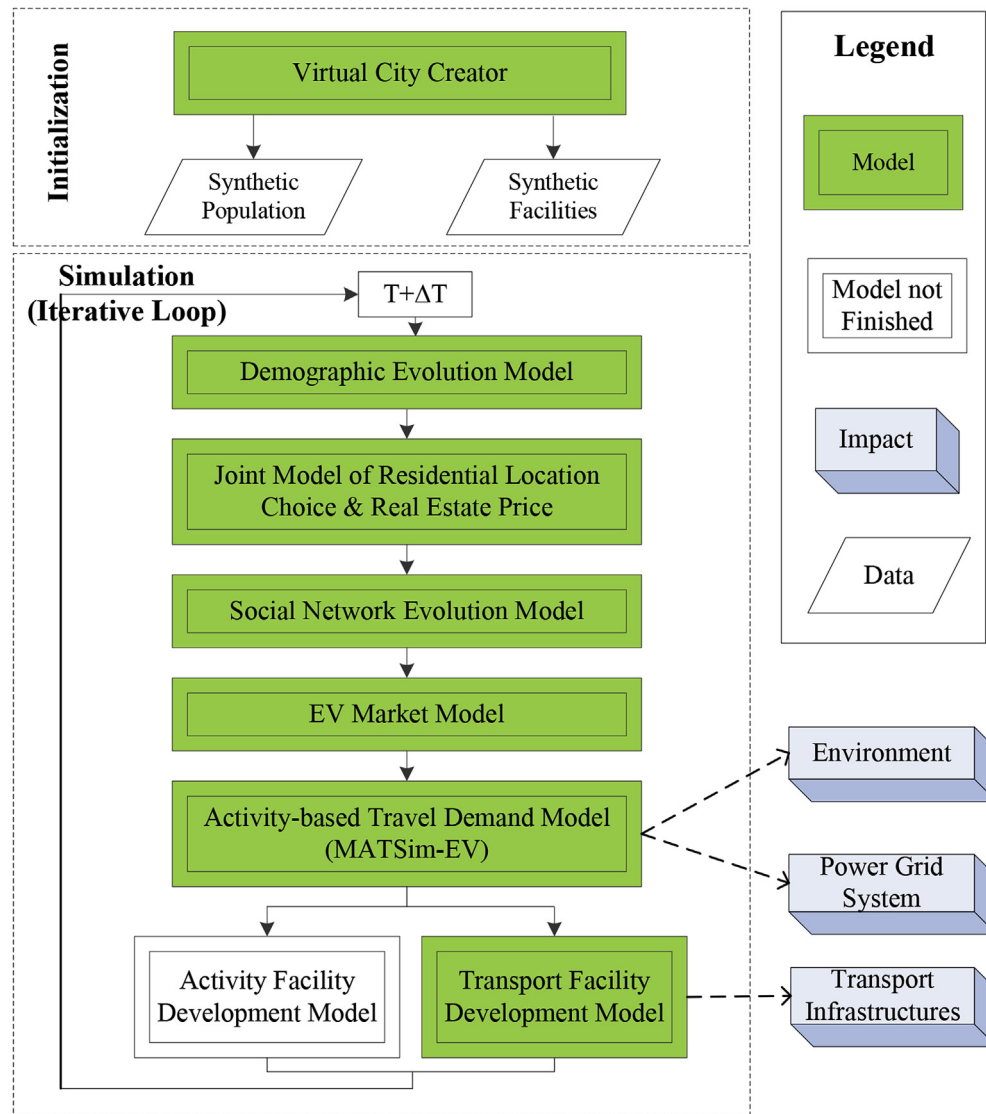 Initialization
Virtual City Creator
Synthetic
Population
Synthetic
Facilities
Simulation
(Iterative Loop)
T+ΔT
Demographic Evolution Model
Joint Model of Residential Location
Choice & Real Estate Price
Social Network Evolution Model
EV Market Model
Activity-based Travel Demand Model
(MATSim-EV)
Activity Facility
Development Model
Transport Facility
Development Model
Legend
Model
Model not
Finished
Impact
Data
Environment
Power Grid
System
Transport
Infrastructures